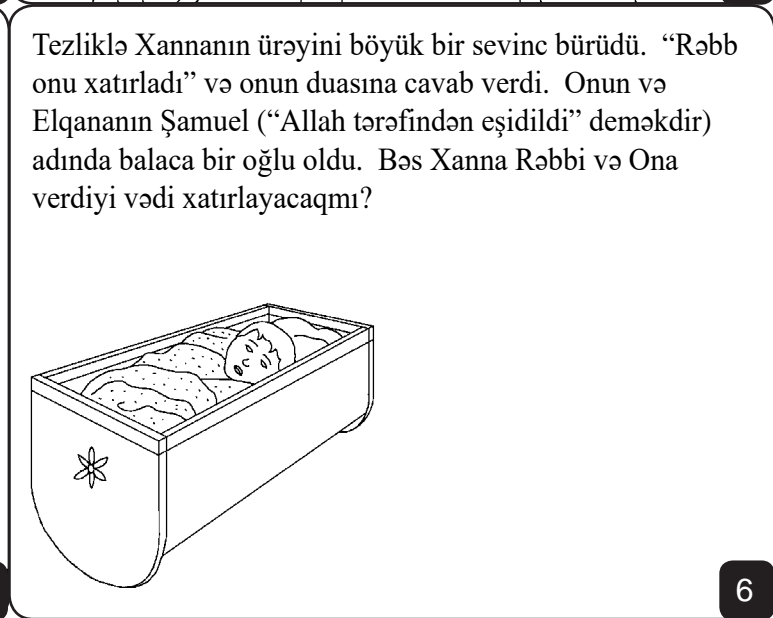 Tezliklə Xannanın ürəyini böyük bir sevinc bürüdü.  “Rəbb
onu xatırladı” və onun duasına cavab verdi.  Onun və
Elqananın Şamuel (“Allah tərəfindən eşidildi” deməkdir)
adında balaca bir oğlu oldu.  Bəs Xanna Rəbbi və Ona
verdiyi vədi xatırlayacaqmı?
6